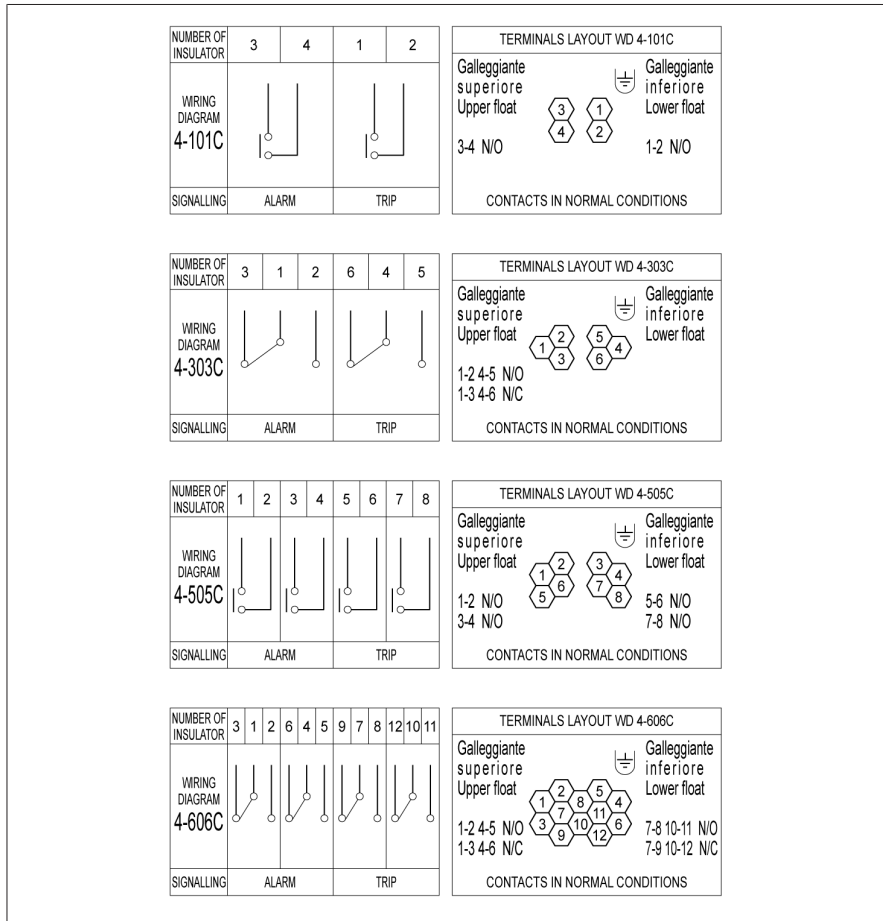 NUMBER OF
INSULATOR
3 4 1 2
WIRING
DIAGRAM
4-101C
SIGNALLING ALARM TRIP
TERMINALS LAYOUT WD 4-101C
Galleggiante
superiore
Upper float
3-4 N/O
3 1
4 2
Galleggiante
inferiore
Lower float
1-2 N/O
CONTACTS IN NORMAL CONDITIONS
NUMBER OF
INSULATOR
3 1 2 6 4 5
WIRING
DIAGRAM
4-303C
SIGNALLING ALARM TRIP
TERMINALS LAYOUT WD 4-303C
Galleggiante
superiore
Upper float
1-2 4-5 N/O
1-3 4-6 N/C
2 5
1 4
3 6
Galleggiante
inferiore
Lower float
CONTACTS IN NORMAL CONDITIONS
NUMBER OF
INSULATOR
1 2 3 4 5 6 7 8
WIRING
DIAGRAM
4-505C
SIGNALLING ALARM TRIP
TERMINALS LAYOUT WD 4-505C
Galleggiante
superiore
Upper float
1-2 N/O
3-4 N/O
2 3
1 4
6 7
5 8
Galleggiante
inferiore
Lower float
5-6 N/O
7-8 N/O
CONTACTS IN NORMAL CONDITIONS
NUMBER OF
INSULATOR
3 1 2 6 4 5 9 7 8 12 10 11
WIRING
DIAGRAM
4-606C
SIGNALLING ALARM TRIP
TERMINALS LAYOUT WD 4-606C
Galleggiante
superiore
Upper float
1-2 4-5 N/O
1-3 4-6 N/C
2 5
1 8 4
7 11
3 10 6
9 12
Galleggiante
inferiore
Lower float
7-8 10-11 N/O
7-9 10-12 N/C
CONTACTS IN NORMAL CONDITIONS